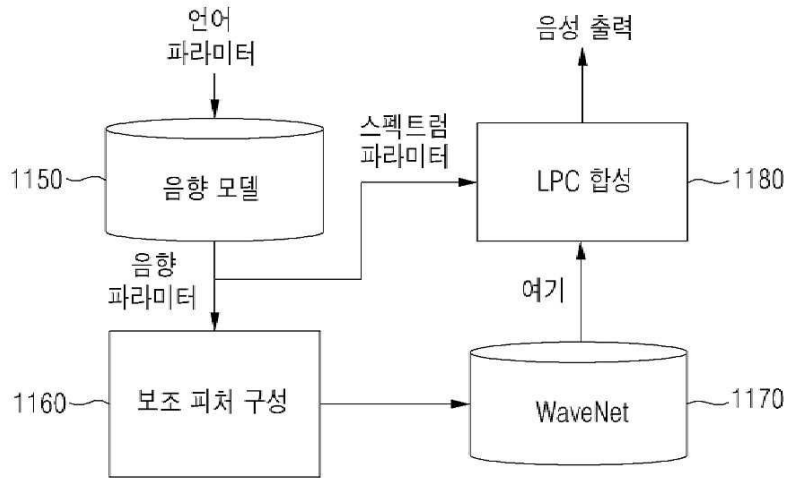 언어
파라미터
음성 출력
스펙트럼
파라미터
1150
음향 모델
LPC 합성
1180
음향
파라미터
여기
1160
보조 피처 구성
WaveNet
1170